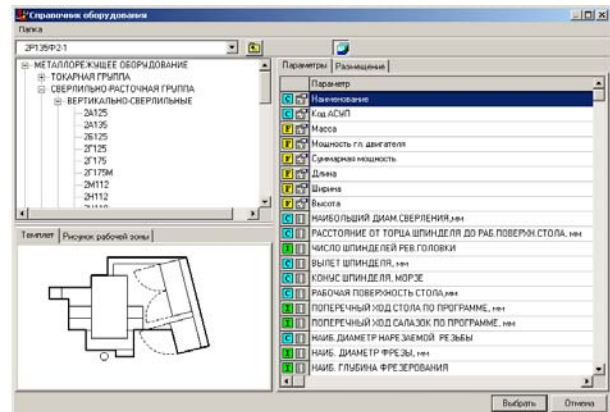 Справочник оборудования
Папка
2Р135Ф2-1
МЕТАЛЛОРЕЖУЩЕЕ ОБОРУДОВАНИЕ
ТОКАРНАЯ ГРУППА
СВЕРЛИЛЬНО-РАСТОЧНАЯ ГРУППА
ВЕРТИКАЛЬНО-СВЕРЛИЛЬНЫЕ
2А125
2А135
2Б125
2Г125
2Г175
2Г175М
2М112
2Н112
Темплет
Рисунок рабочей зоны
Параметры
Размещение
Параметр
C Наименование
C Код АСУП
F Масса
F Мощность гл. двигателя
F Суммарная мощность
F Длина
F Ширина
F Высота
C НАИБОЛЬШИЙ ДИАМ.СВЕРЛЕНИЯ,мм
C РАССТОЯНИЕ ОТ ТОРЦА ШПИНДЕЛЯ ДО РАБ.ПОВЕРХН.СТОЛА, мм
I ЧИСЛО ШПИНДЕЛЕЙ РЕВ.ГОЛОВКИ
C ВЫЛЕТ ШПИНДЕЛЯ, мм
C КОНУС ШПИНДЕЛЯ, МОРЗЕ
C РАБОЧАЯ ПОВЕРХНОСТЬ СТОЛА,мм
I ПОПЕРЕЧНЫЙ ХОД СТОЛА ПО ПРОГРАММЕ, мм
I ПОПЕРЕЧНЫЙ ХОД САЛАЗОК ПО ПРОГРАММЕ, мм
I НАИБ.ДИАМЕТР НАРЕЗАЕМОЙ РЕЗЬБЫ
I НАИБ. ДИАМЕТР ФРЕЗЫ, мм
I НАИБ. ГЛУБИНА ФРЕЗЕРОВАНИЯ
Выбрать
Отмена